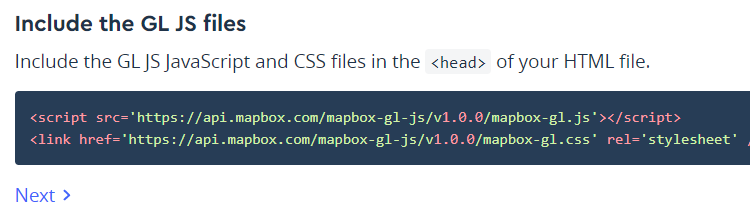 Include the GL JS files
Include the GL JS JavaScript and CSS files in the <head> of your HTML file.
<script src='https://api.mapbox.com/mapbox-gl-js/v1.0.0/mapbox-gl.js'></script>
<link href='https://api.mapbox.com/mapbox-gl-js/v1.0.0/mapbox-gl.css' rel='stylesheet' /
Next >